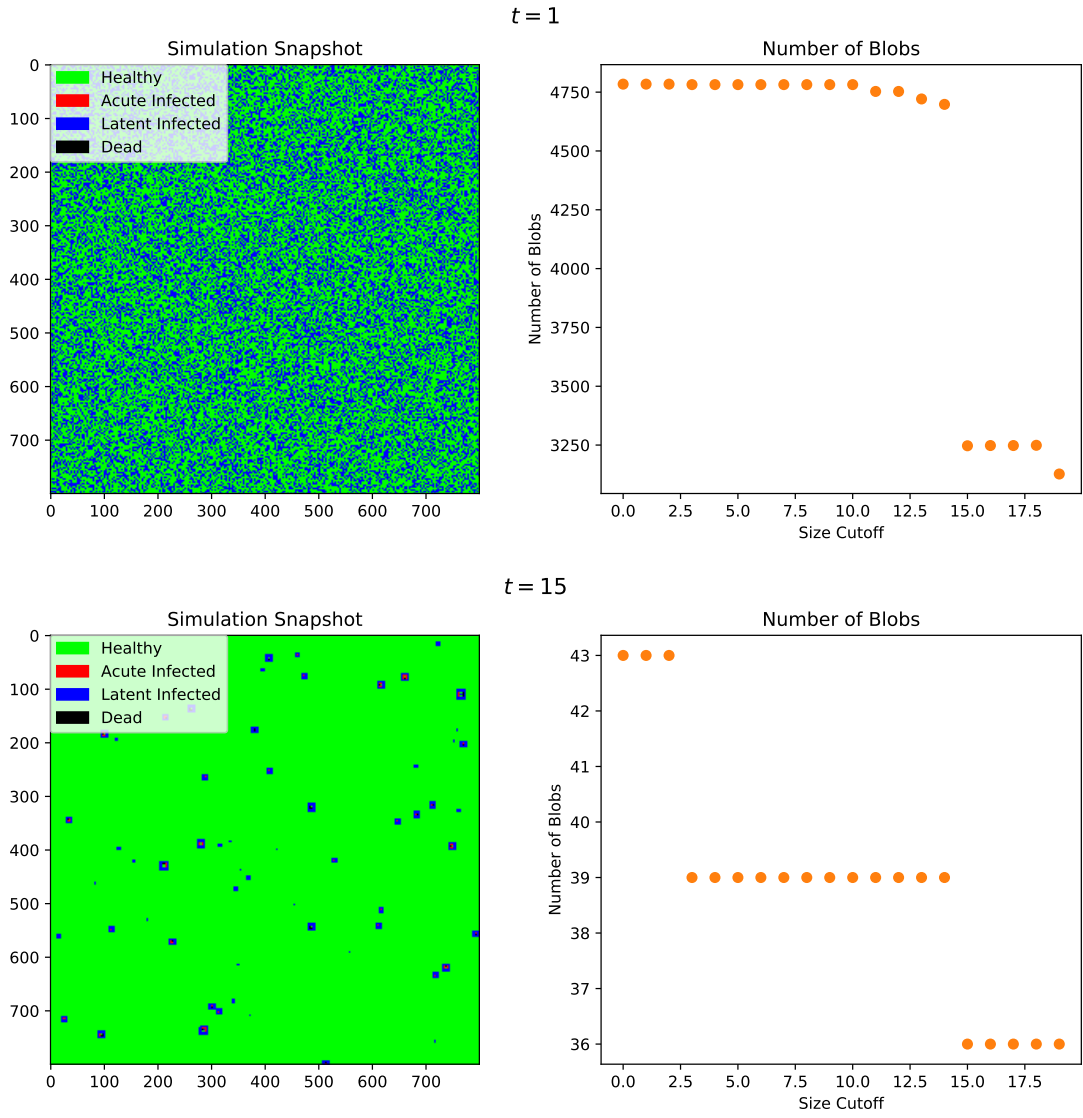 t = 1
Simulation Snapshot
Healthy
Acute Infected
Latent Infected
Dead
0
100
200
300
400
500
600
700
0 100 200 300 400 500 600 700
Number of Blobs
Number of Blobs
4750
4500
4250
4000
3750
3500
3250
0.0 2.5 5.0 7.5 10.0 12.5 15.0 17.5
Size Cutoff
t = 15
Simulation Snapshot
Healthy
Acute Infected
Latent Infected
Dead
0
100
200
300
400
500
600
700
0 100 200 300 400 500 600 700
Number of Blobs
Number of Blobs
43
42
41
40
39
38
37
36
0.0 2.5 5.0 7.5 10.0 12.5 15.0 17.5
Size Cutoff